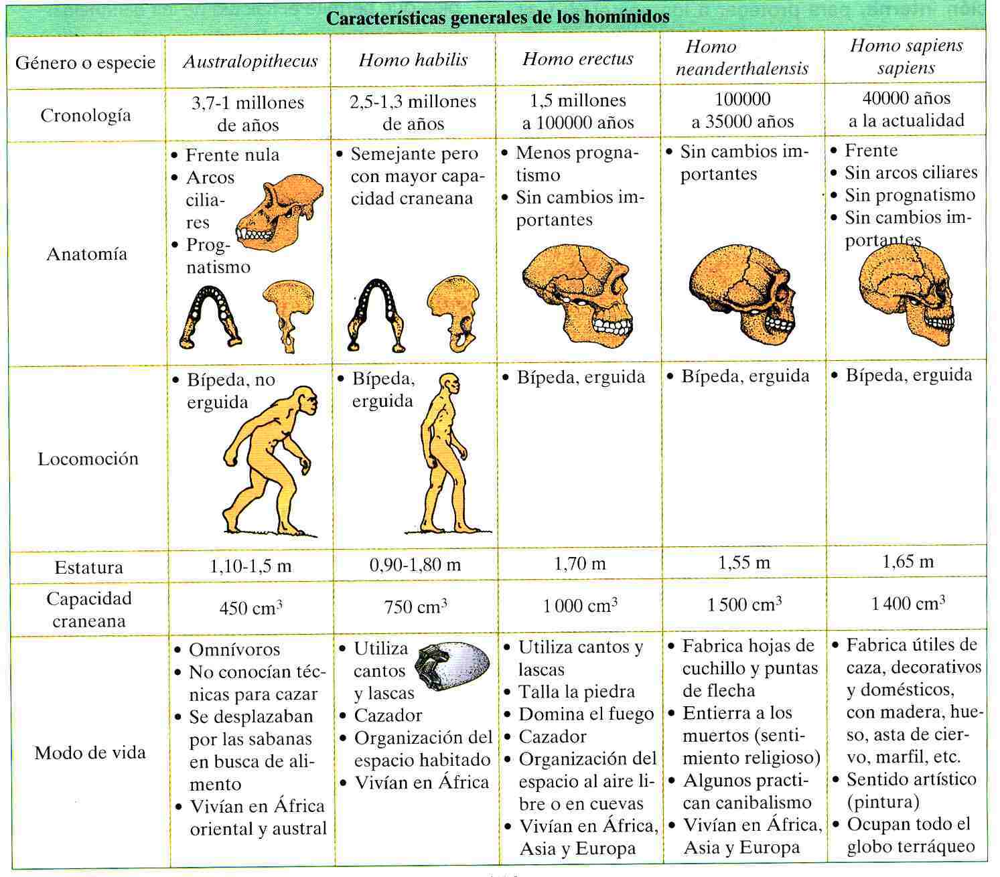 Características generales de los homínidos
Género o especie
Australopithecus
Homo habilis
Homo erectus
Homo
neanderthalensis
Homo sapiens
sapiens
Cronología
3,7-1 millones
de años
2,5-1,3 millones
de años
1,5 millones
a 100000 años
100000
a 35000 años
40000 años
a la actualidad
Anatomía
• Frente nula
• Arcos
cilia-
res
• Prog-
natismo
• Semejante pero
con mayor capa-
cidad craneana
• Menos progna-
tismo
• Sin cambios im-
portantes
• Sin cambios im-
portantes
• Frente
• Sin arcos ciliares
• Sin prognatismo
• Sin cambios im-
portantes
Locomoción
• Bípeda, no
erguida
• Bípeda,
erguida
• Bípeda, erguida
• Bípeda, erguida
• Bípeda, erguida
Estatura
1,10-1,5 m
0,90-1,80 m
1,70 m
1,55 m
1,65 m
Capacidad
craneana
450 cm³
750 cm³
1 000 cm³
1 500 cm³
1 400 cm³
Modo de vida
• Omnívoros
• No conocían téc-
nicas para cazar
• Se desplazaban
por las sabanas
en busca de ali-
mento
• Vivían en África
oriental y austral
• Utiliza
cantos
y lascas
• Cazador
• Organización del
espacio habitado
• Vivían en África
• Utiliza cantos y
lascas
• Talla la piedra
• Domina el fuego
• Cazador
• Organización del
espacio al aire li-
bre o en cuevas
• Vivían en África,
Asia y Europa
• Fabrica hojas de
cuchillo y puntas
de flecha
• Entierra a los
muertos (senti-
miento religioso)
• Algunos practi-
can canibalismo
• Vivían en África,
Asia y Europa
• Fabrica útiles de
caza, decorativos
y domésticos,
con madera, hue-
so, asta de cier-
vo, marfil, etc.
• Sentido artístico
(pintura)
• Ocupan todo el
globo terráqueo